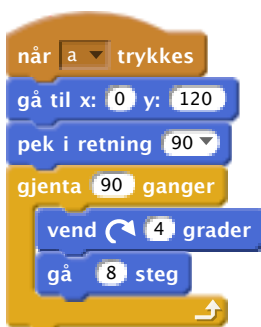 når a trykkes
gå til x: 0 y: 120
pek i retning 90
gjenta 90 ganger
vend 4 grader
gå 8 steg